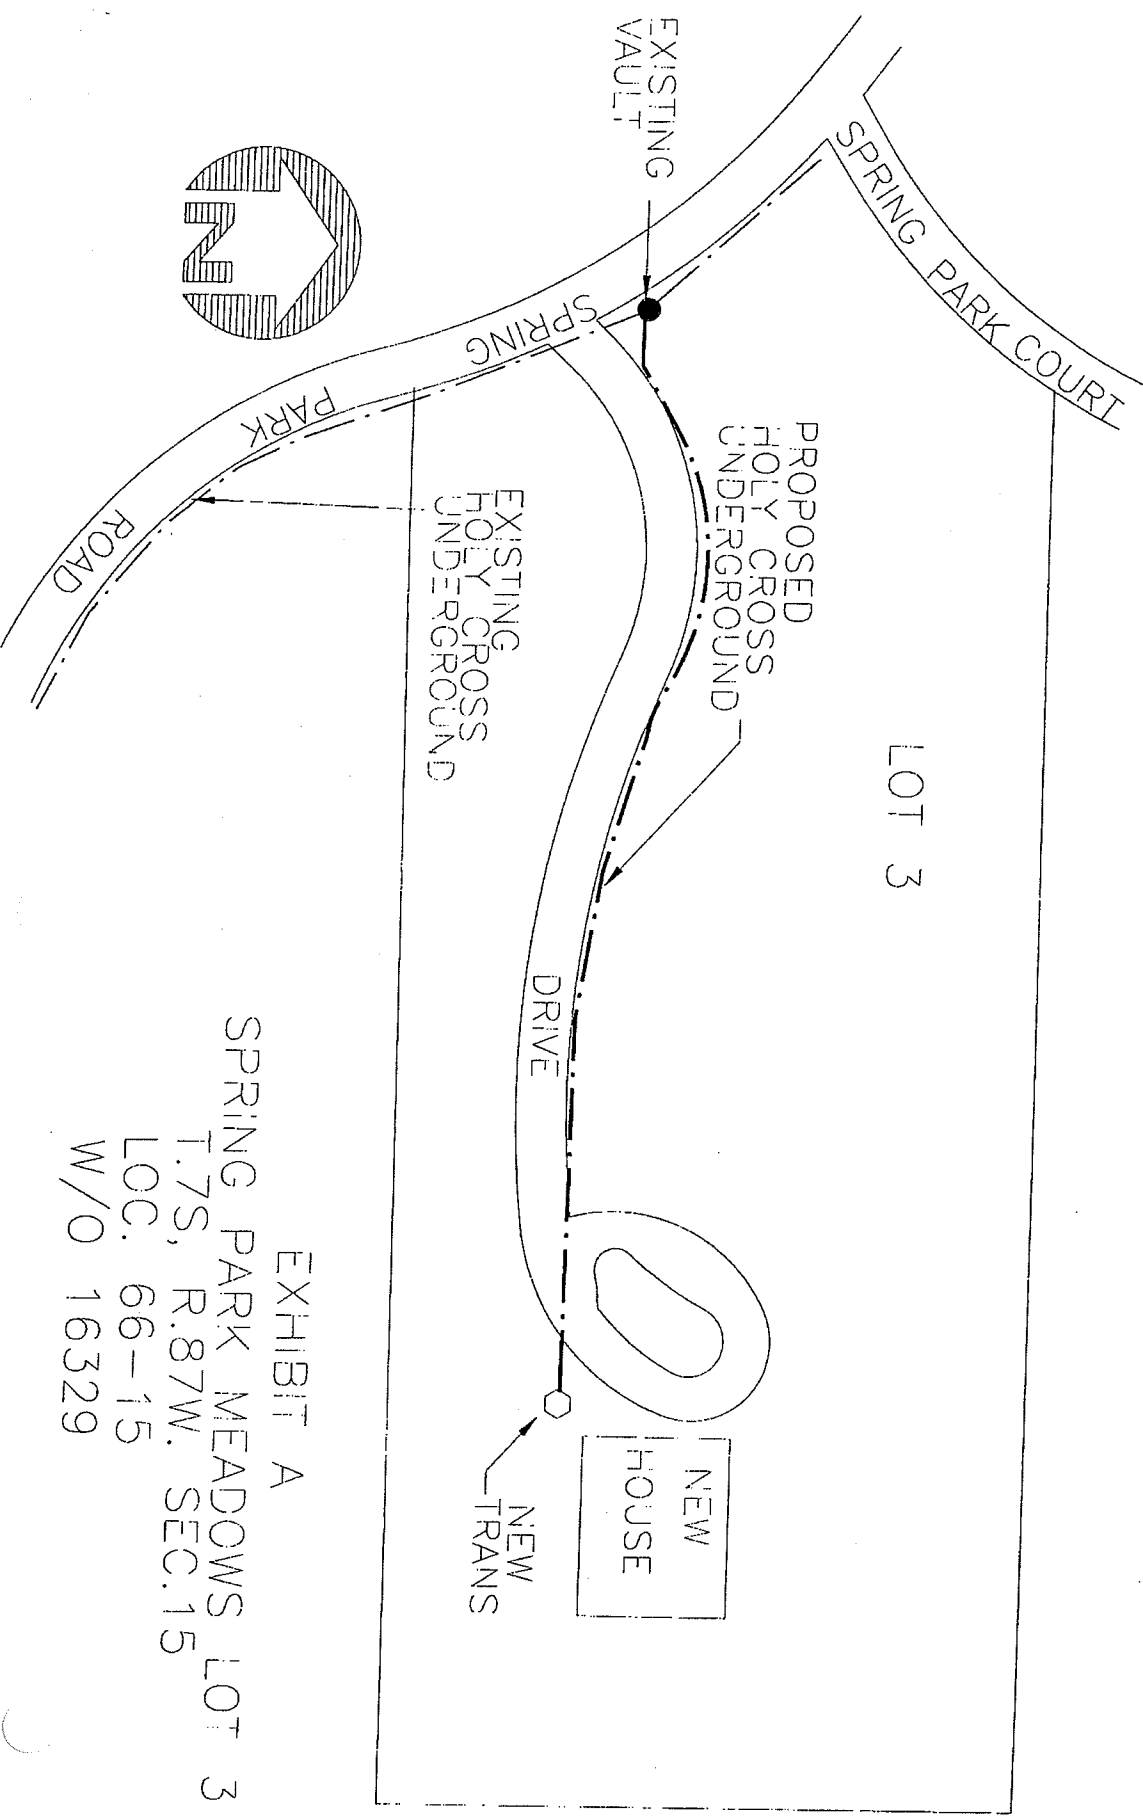 EXISTING
VAULT
SPRING PARK COURT
SPRING
PARK
ROAD
N
PROPOSED
HOLY CROSS
UNDERGROUND
EXISTING
HOLY CROSS
UNDERGROUND
LOT 3
DRIVE
NEW
HOUSE
NEW
TRANS
EXHIBIT A
SPRING PARK MEADOWS LOT 3
T.7S, R.87W. SEC.15
LOC. 66-15
W/O 16329